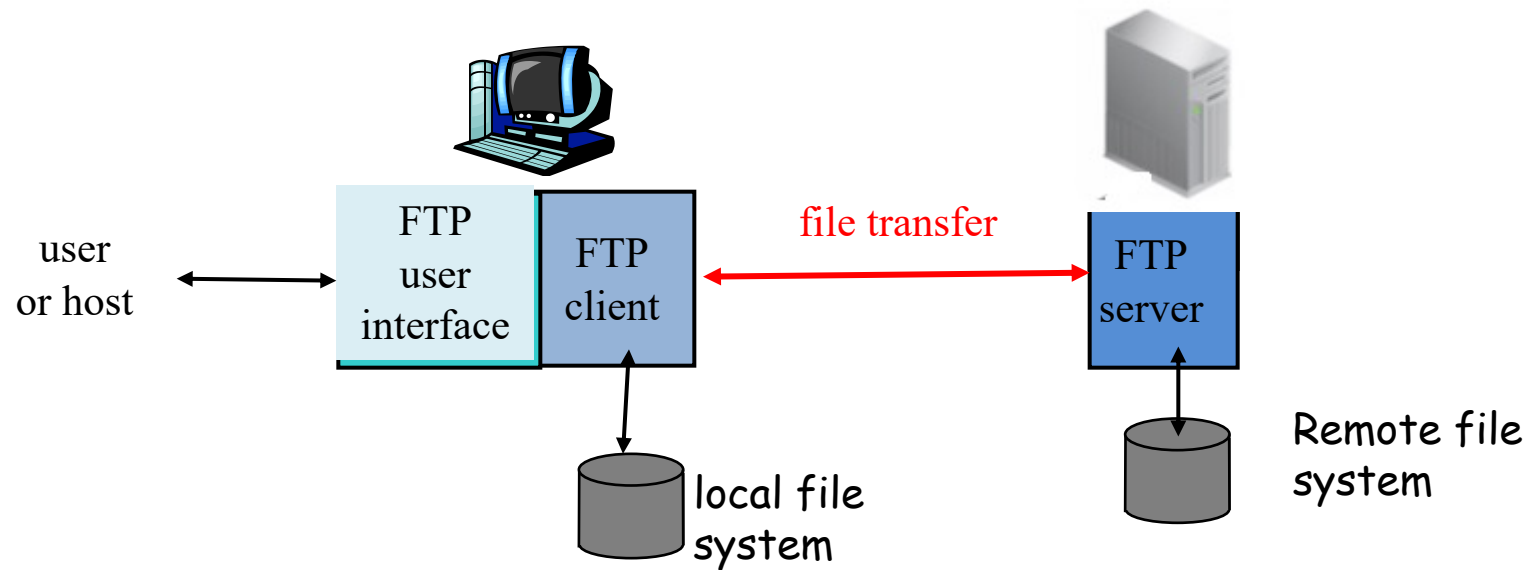 user
or host
FTP
user
interface
FTP
client
file transfer
FTP
server
local file
system
Remote file
system